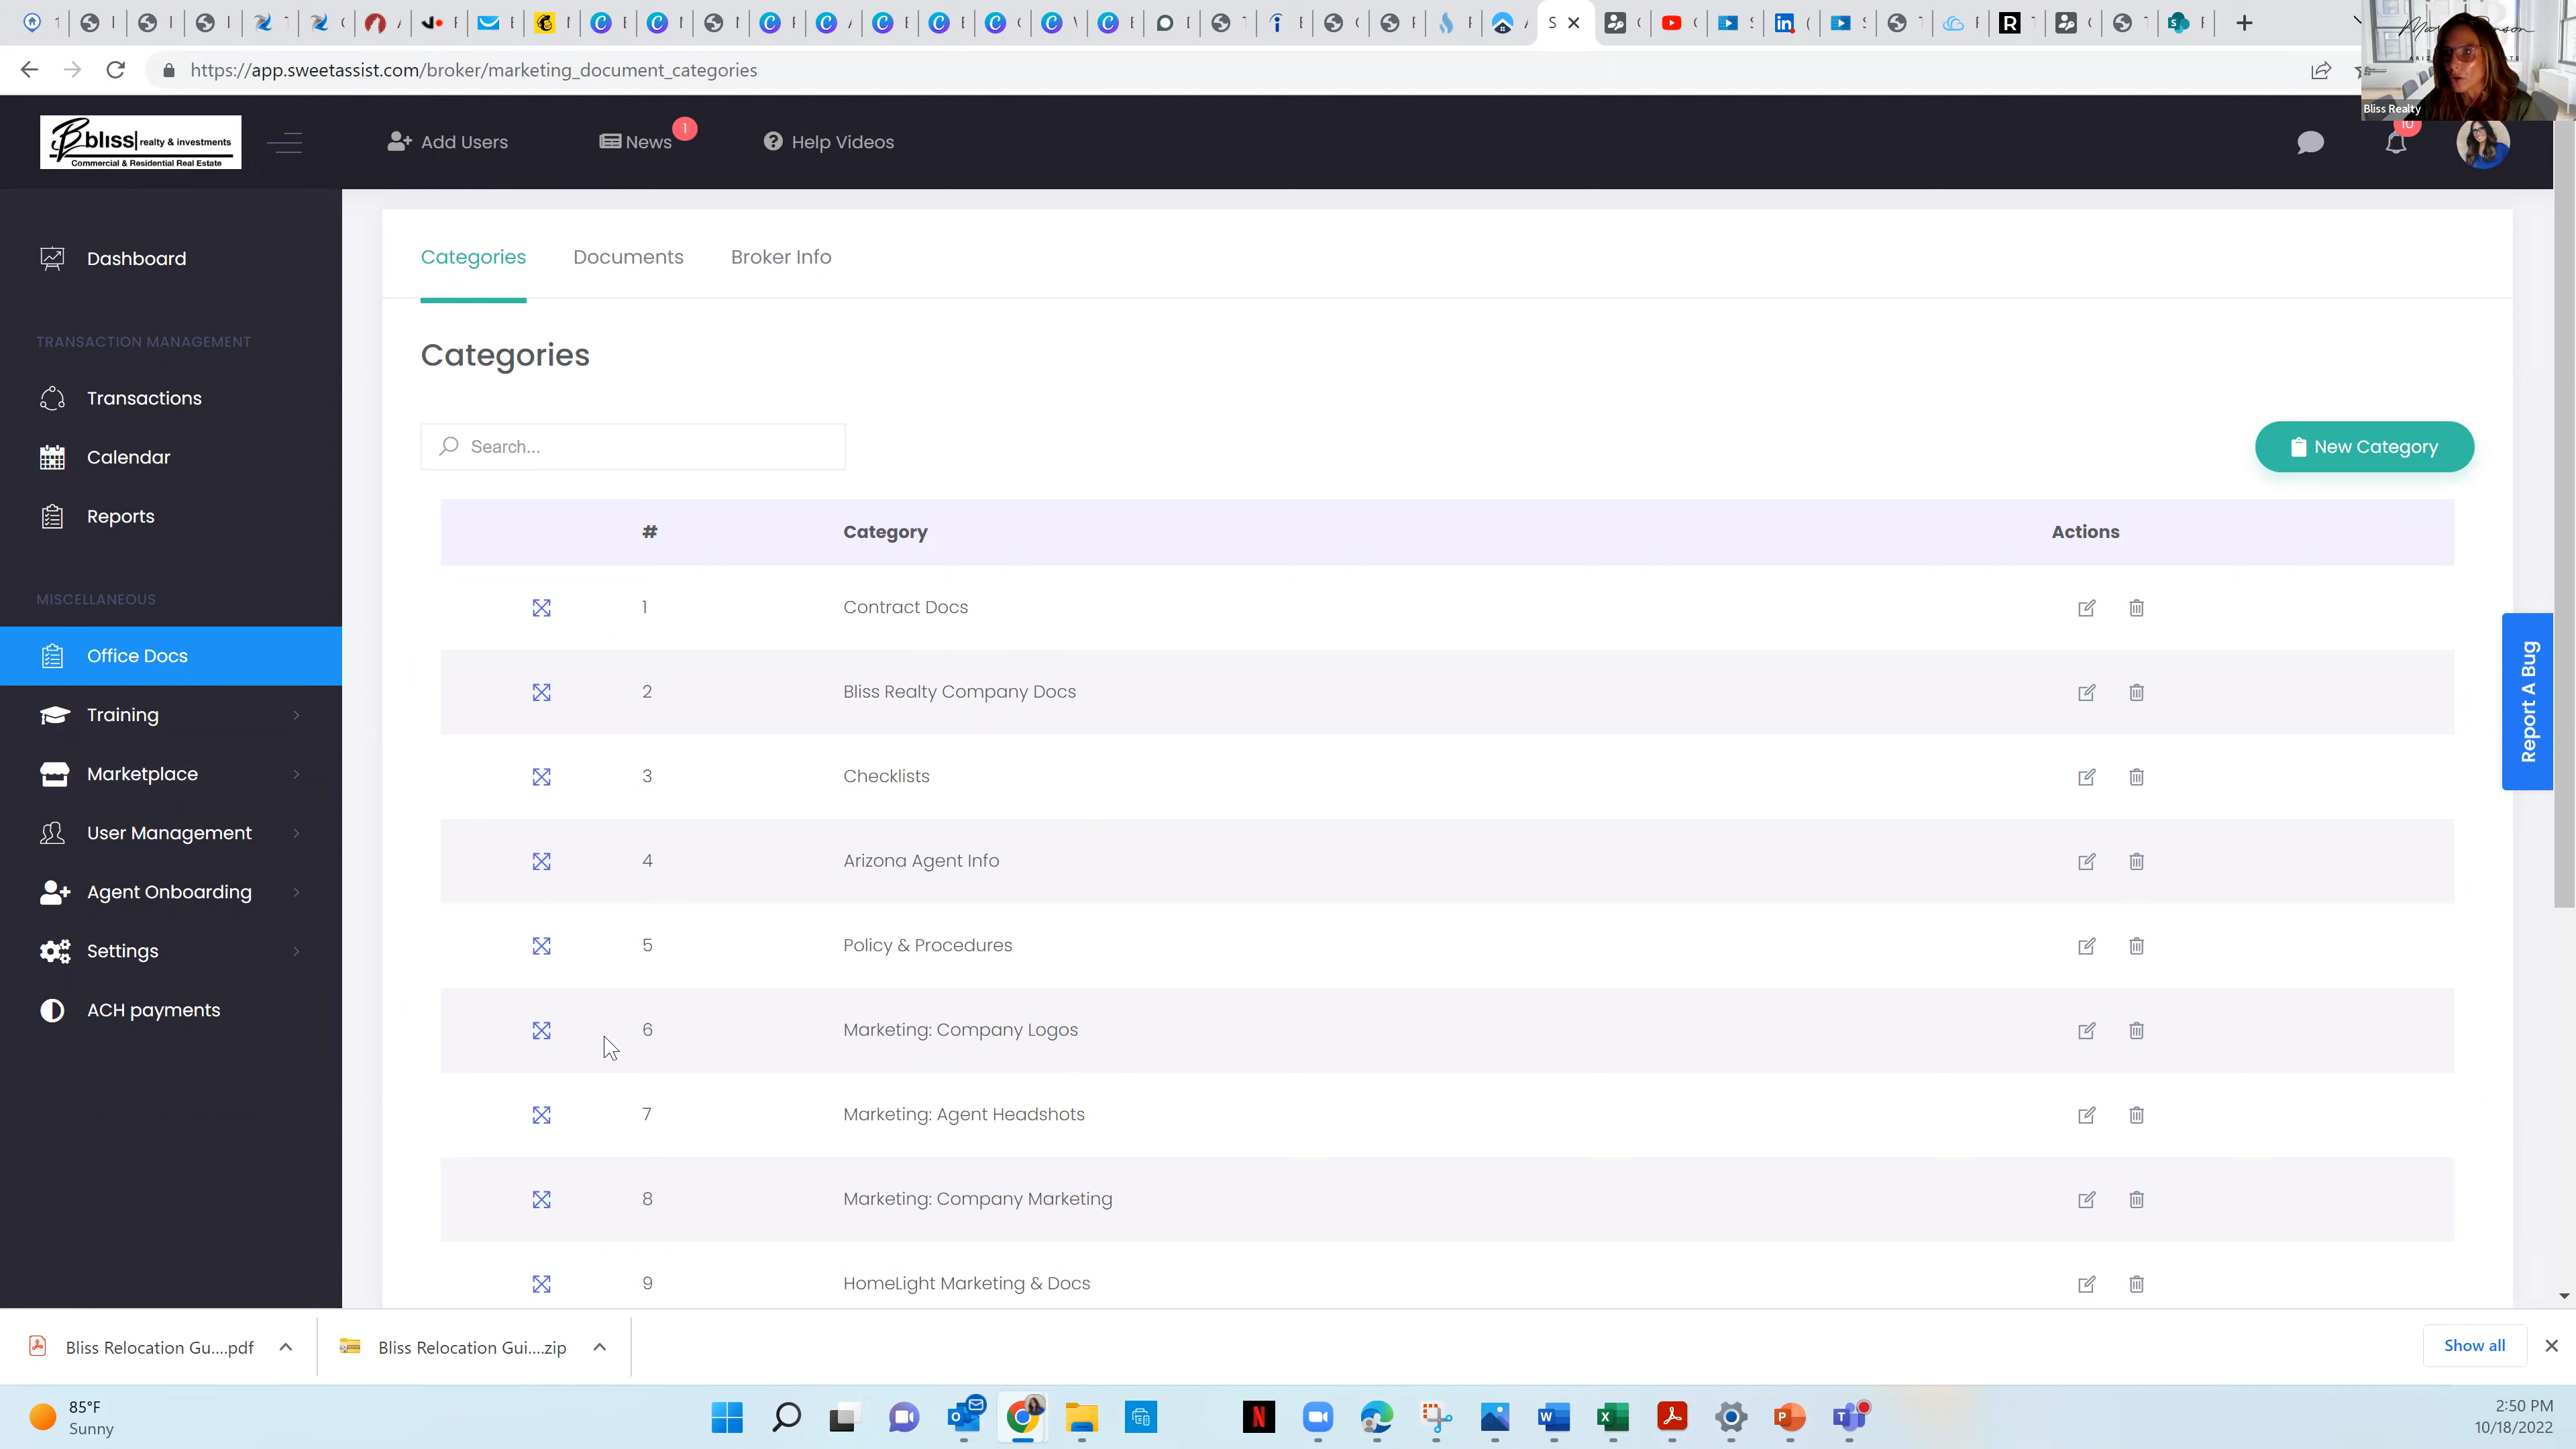 https://app.sweetassist.com/broker/marketing_document_categories
Bliss Realty
bliss realty & investments
Commercial & Residential Real Estate
Add Users
News
1
Help Videos
10
Dashboard
TRANSACTION MANAGEMENT
Transactions
Calendar
Reports
MISCELLANEOUS
Office Docs
Training
Marketplace
User Management
Agent Onboarding
Settings
ACH payments
Categories Documents Broker Info
Categories
Search...
New Category
# Category Actions
1 Contract Docs
2 Bliss Realty Company Docs
3 Checklists
4 Arizona Agent Info
5 Policy & Procedures
6 Marketing: Company Logos
7 Marketing: Agent Headshots
8 Marketing: Company Marketing
9 HomeLight Marketing & Docs
Report A Bug
Bliss Relocation Gu....pdf
Bliss Relocation Gui....zip
Show all
85°F
Sunny
2:50 PM
10/18/2022